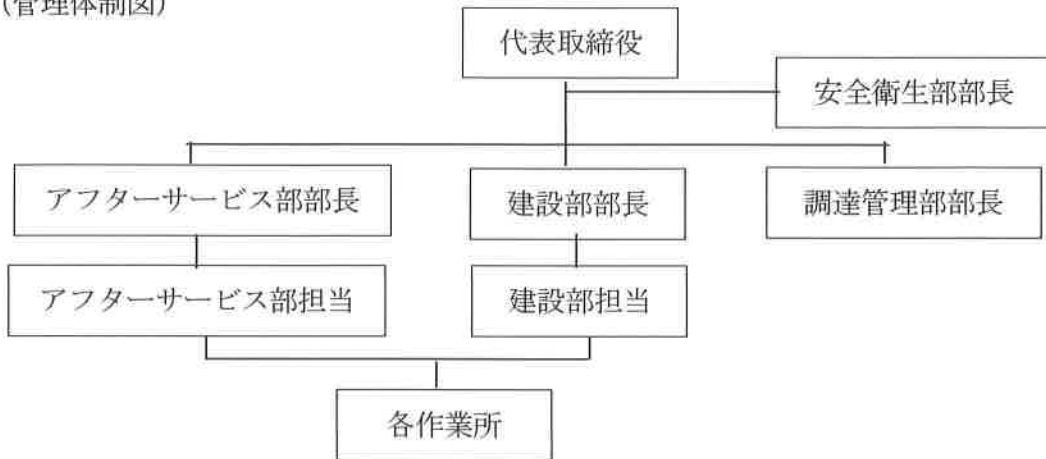 (管理体制図)
代表取締役
安全衛生部部長
アフターサービス部部長
建設部部長
調達管理部部長
アフターサービス部担当
建設部担当
各作業所